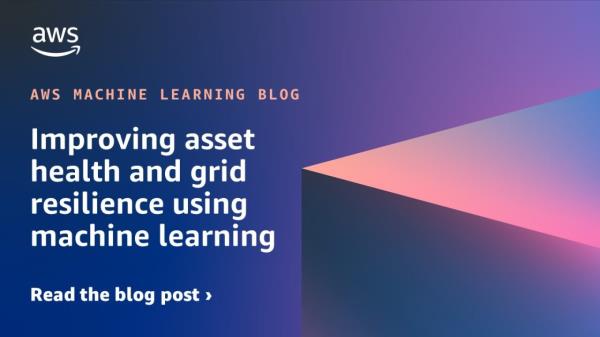 aws
AWS MACHINE LEARNING BLOG
Improving asset
health and grid
resilience using
machine learning
Read the blog post ›